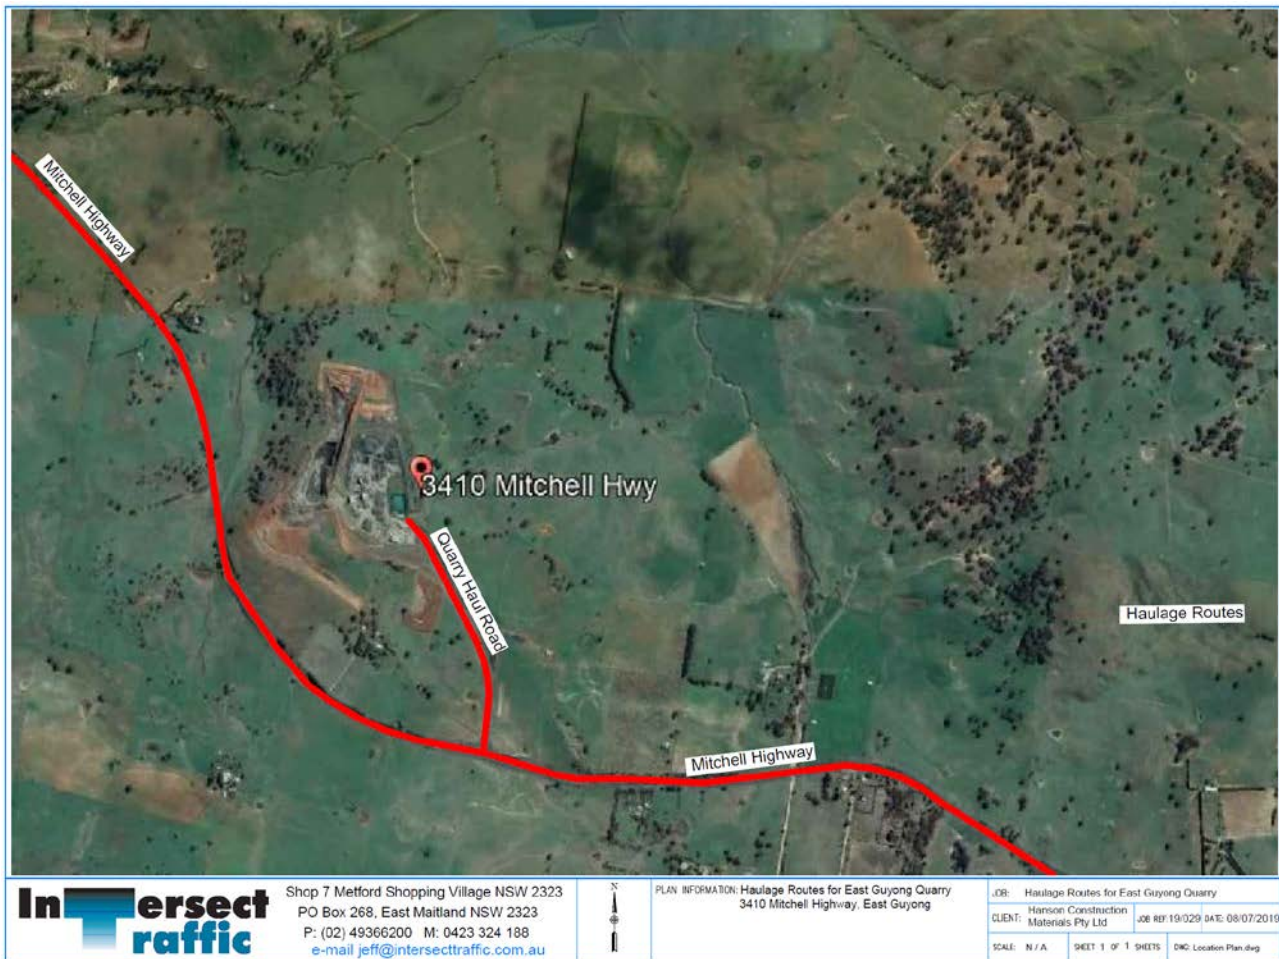 Mitchell Highway
3410 Mitchell Hwy
Quarry Haul Road
Haulage Routes
Mitchell Highway
Intersect
Traffic
Shop 7 Metford Shopping Village NSW 2323
PO Box 268, East Maitland NSW 2323
P: (02) 49366200 M: 0423 324 188
e-mail jeff@intersecttraffic.com.au
N
PLAN INFORMATION: Haulage Routes for East Guyong Quarry
3410 Mitchell Highway, East Guyong
JOB: Haulage Routes for East Guyong Quarry
CLIENT: Hanson Construction
Materials Pty Ltd
JOB REF: 19/029 DATE: 08/07/2019
SCALE: N / A SHEET 1 OF 1 SHEETS DWG: Location Plan.dwg